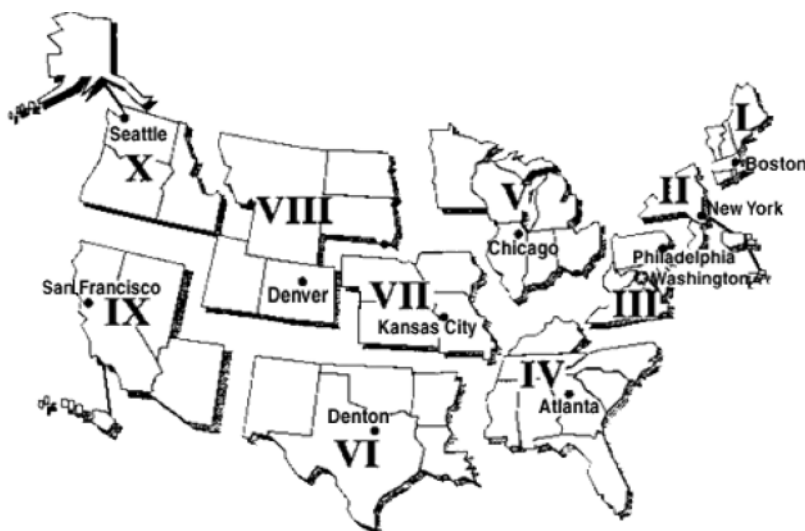 I
Seattle
Boston
X
II
VIII
V
New York
Chicago
Philadelphia
Washington
San Francisco
Denver
VII
III
IX
Kansas City
IV
Atlanta
Denton
VI